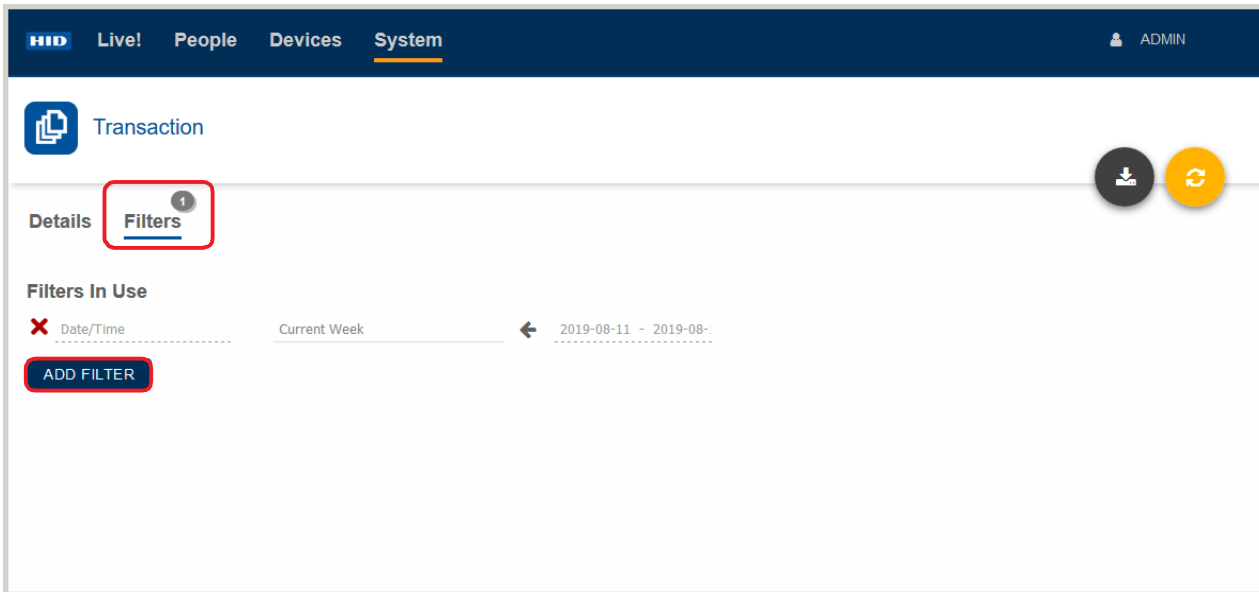 HID Live! People Devices System ADMIN
Transaction
1
Details Filters
Filters In Use
Date/Time Current Week 2019-08-11 - 2019-08-
ADD FILTER